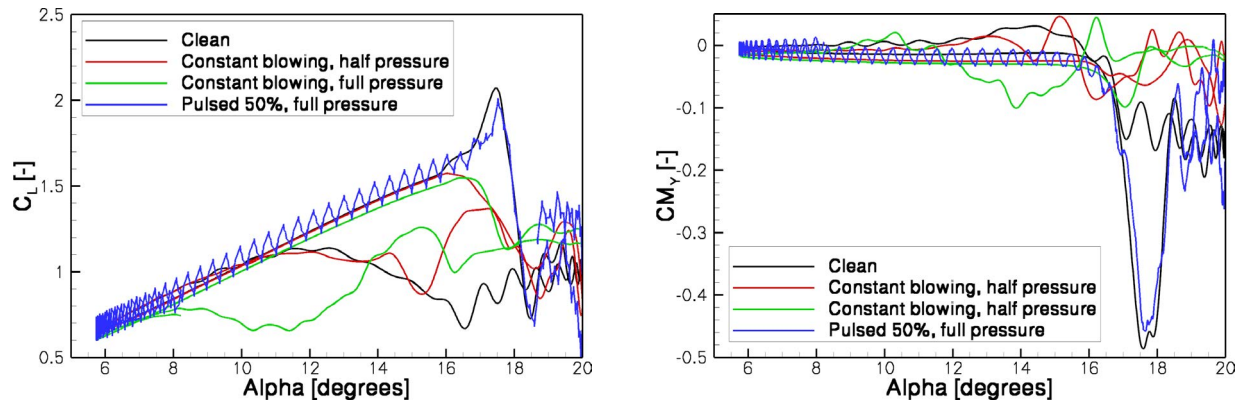 2.5
2
1.5
1
0.5
C_L [-]
Clean
Constant blowing, half pressure
Constant blowing, full pressure
Pulsed 50%, full pressure
6 8 10 12 14 16 18 20
Alpha [degrees]
0
-0.1
-0.2
-0.3
-0.4
-0.5
CM_Y [-]
Clean
Constant blowing, half pressure
Constant blowing, half pressure
Pulsed 50%, full pressure
6 8 10 12 14 16 18 20
Alpha [degrees]